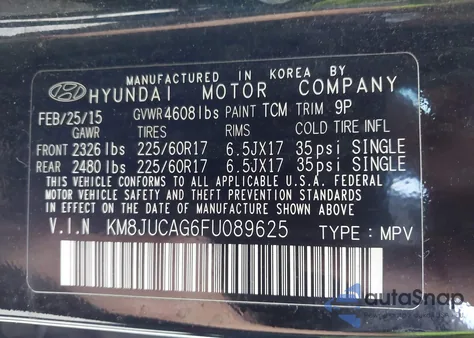 MANUFACTURED IN KOREA BY
HYUNDAI MOTOR COMPANY
FEB/25/15 GVWR 4608lbs PAINT TCM TRIM 9P
GAWR TIRES RIMS COLD TIRE INFL
FRONT 2326 lbs 225/60R17 6.5JX17 35psi SINGLE
REAR 2480 lbs 225/60R17 6.5JX17 35psi SINGLE
THIS VEHICLE CONFORMS TO ALL APPLICABLE U.S.A. FEDERAL
MOTOR VEHICLE SAFETY AND THEFT PREVENTION STANDARDS
IN EFFECT ON THE DATE OF MANUFACTURE SHOWN ABOVE.
V.I.N KM8JUCAG6FU089625 TYPE: MPV
autoSnap